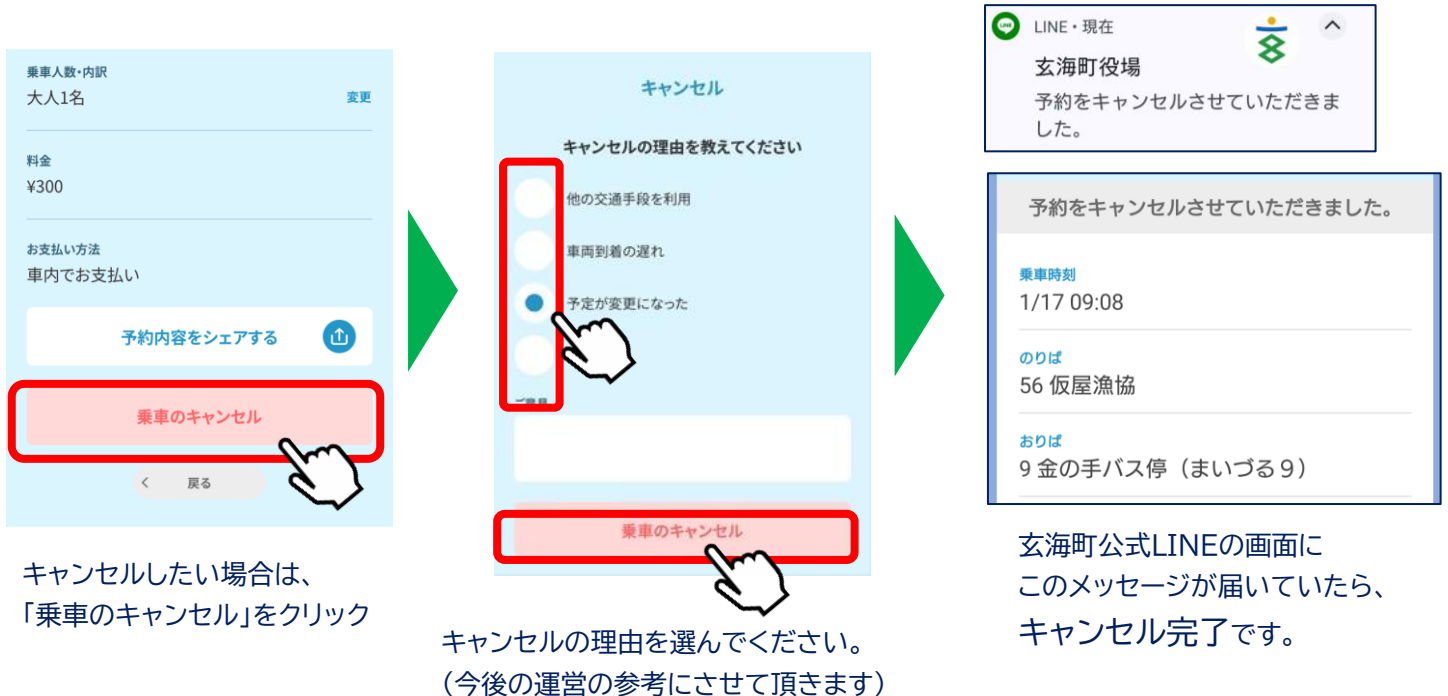 乗車人数・内訳
大人1名
変更
料金
¥300
お支払い方法
車内でお支払い
予約内容をシェアする
乗車のキャンセル
戻る
キャンセルしたい場合は、
「乗車のキャンセル」をクリック
キャンセル
キャンセルの理由を教えてください
他の交通手段を利用
車両到着の遅れ
予定が変更になった
乗車のキャンセル
キャンセルの理由を選んでください。
（今後の運営の参考にさせて頂きます）
LINE・現在
玄海町役場
予約をキャンセルさせていただきま
した。
予約をキャンセルさせていただきました。
乗車時刻
1/17 09:08
のりば
56 仮屋漁協
おりば
9 金の手バス停（まいづる９）
玄海町公式LINEの画面に
このメッセージが届いていたら、
キャンセル完了です。